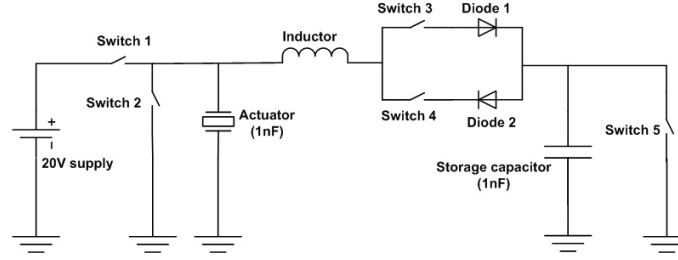 Switch 3
Diode 1
Inductor
Switch 1
Switch 2
+
-
20V supply
Actuator
(1nF)
Switch 4
Diode 2
Switch 5
Storage capacitor
(1nF)